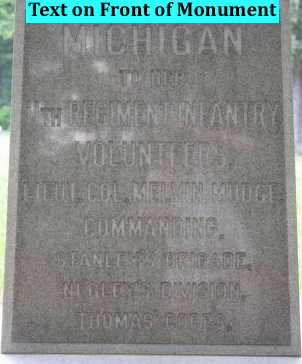 Text on Front of Monument
MICHIGAN
TO HER
11TH REGIMENT INFANTRY
VOLUNTEERS,
LIEUT. COL. MELVIN MUDGE
COMMANDING,
STANLEY'S BRIGADE,
NEGLEY'S DIVISION,
THOMAS' CORPS.